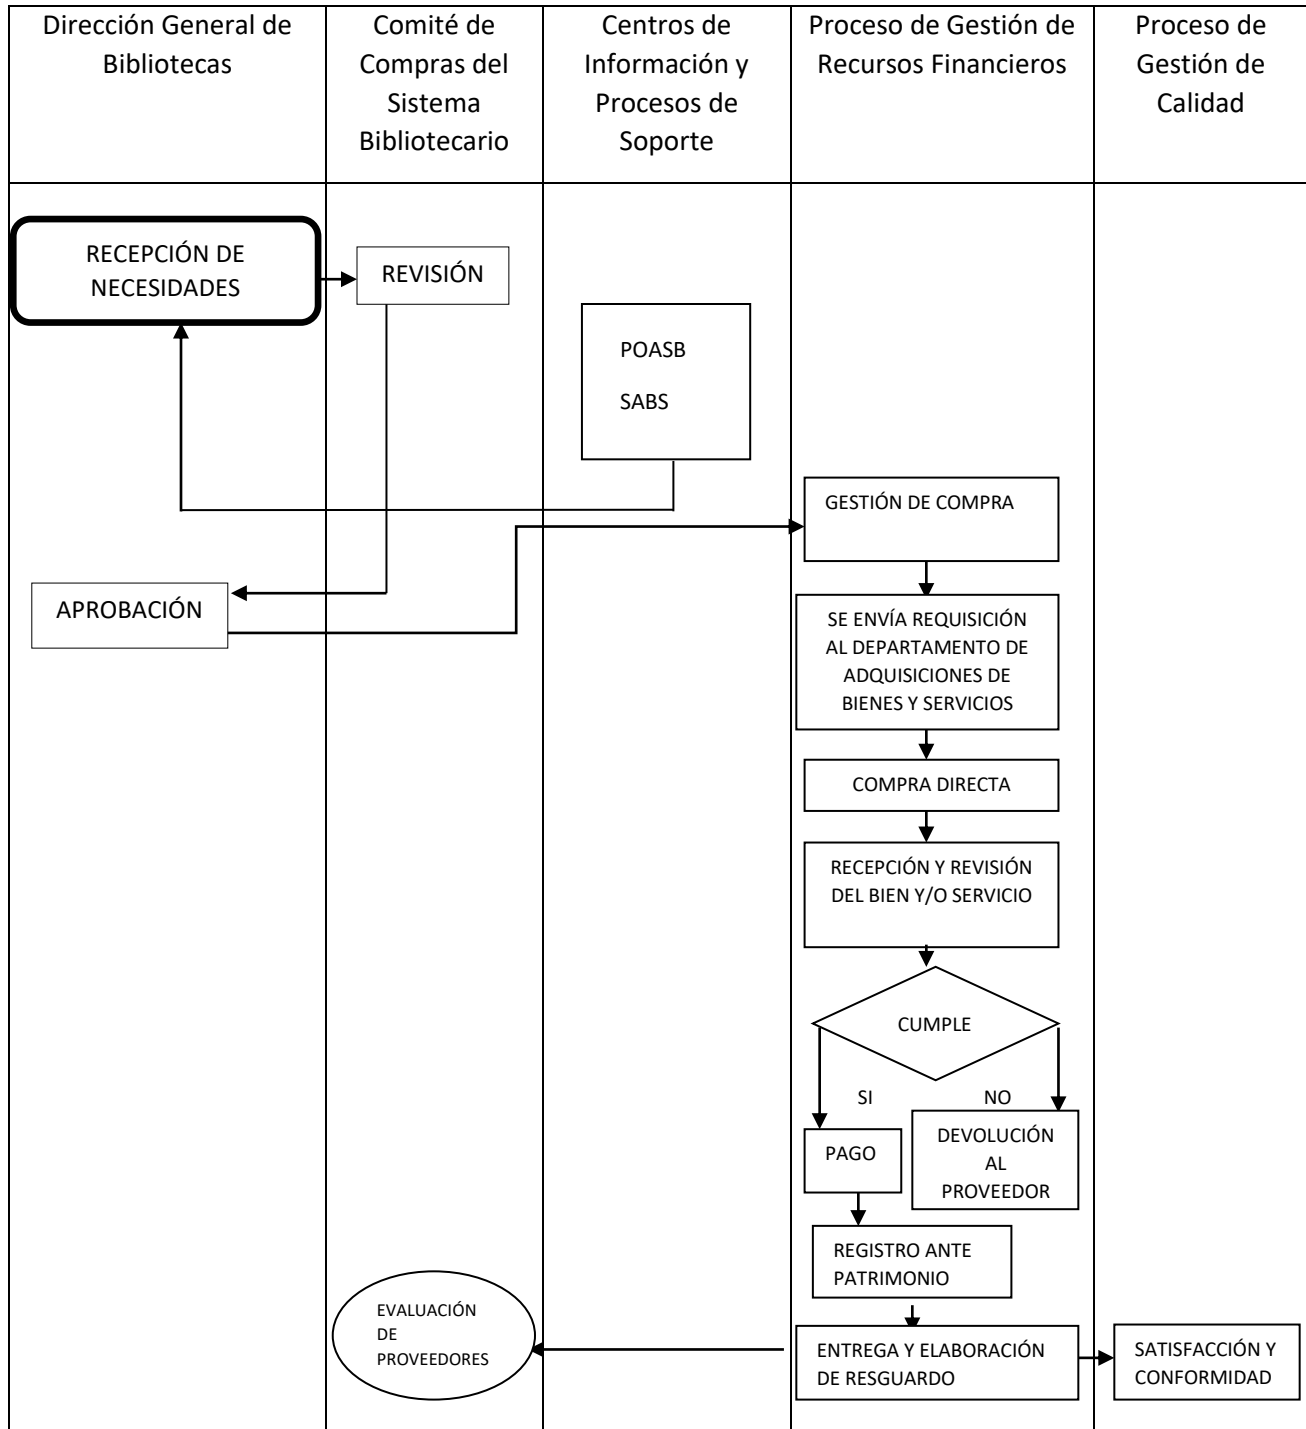 Dirección General de
Bibliotecas
Comité de
Compras del
Sistema
Bibliotecario
Centros de
Información y
Procesos de
Soporte
Proceso de Gestión de
Recursos Financieros
Proceso de
Gestión de
Calidad
RECEPCIÓN DE
NECESIDADES
REVISIÓN
POASB
SABS
GESTIÓN DE COMPRA
APROBACIÓN
SE ENVÍA REQUISICIÓN
AL DEPARTAMENTO DE
ADQUISICIONES DE
BIENES Y SERVICIOS
COMPRA DIRECTA
RECEPCIÓN Y REVISIÓN
DEL BIEN Y/O SERVICIO
CUMPLE
SI
NO
PAGO
DEVOLUCIÓN
AL
PROVEEDOR
REGISTRO ANTE
PATRIMONIO
EVALUACIÓN
DE
PROVEEDORES
ENTREGA Y ELABORACIÓN
DE RESGUARDO
SATISFACCIÓN Y
CONFORMIDAD